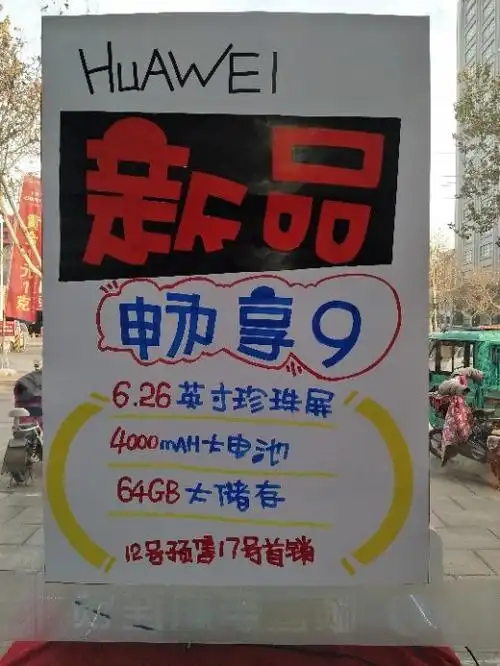 HUAWEI
新品
畅享9
6.26英寸珍珠屏
4000mAH大电池
64GB大储存
12号预售17号首销